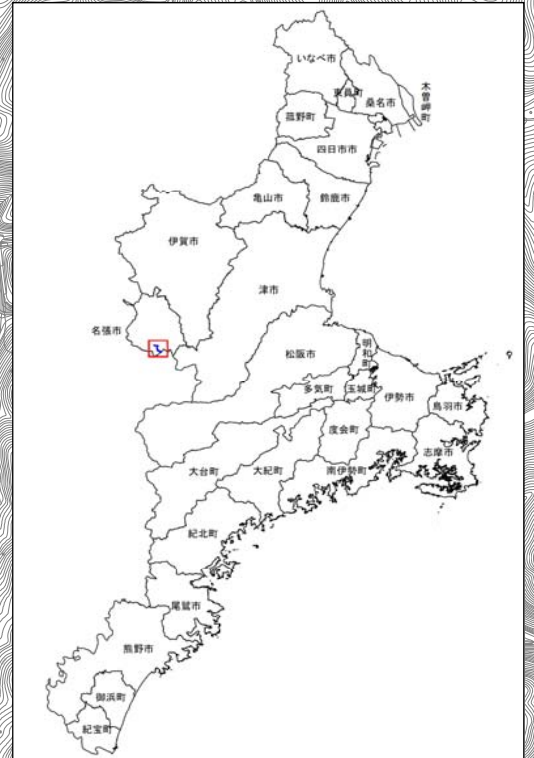 いなべ市
東員町
桑名市
木曽岬町
菰野町
四日市市
亀山市
鈴鹿市
伊賀市
津市
名張市
松阪市
明和町
多気町
玉城町
伊勢市
鳥羽市
度会町
志摩市
大台町
大紀町
南伊勢町
紀北町
尾鷲市
熊野市
御浜町
紀宝町